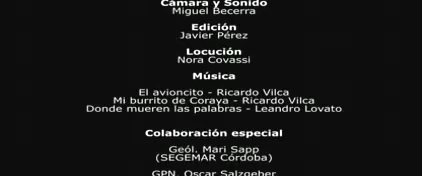 Cámara y Sonido
Miguel Becerra
Edición
Javier Pérez
Locución
Nora Covassi
Música
El avioncito - Ricardo Vilca
Mi burrito de Coraya - Ricardo Vilca
Donde mueren las palabras - Leandro Lovato
Colaboración especial
Geól. Mari Sapp
(SEGEMAR Córdoba)
GPN. Oscar Salzgeber